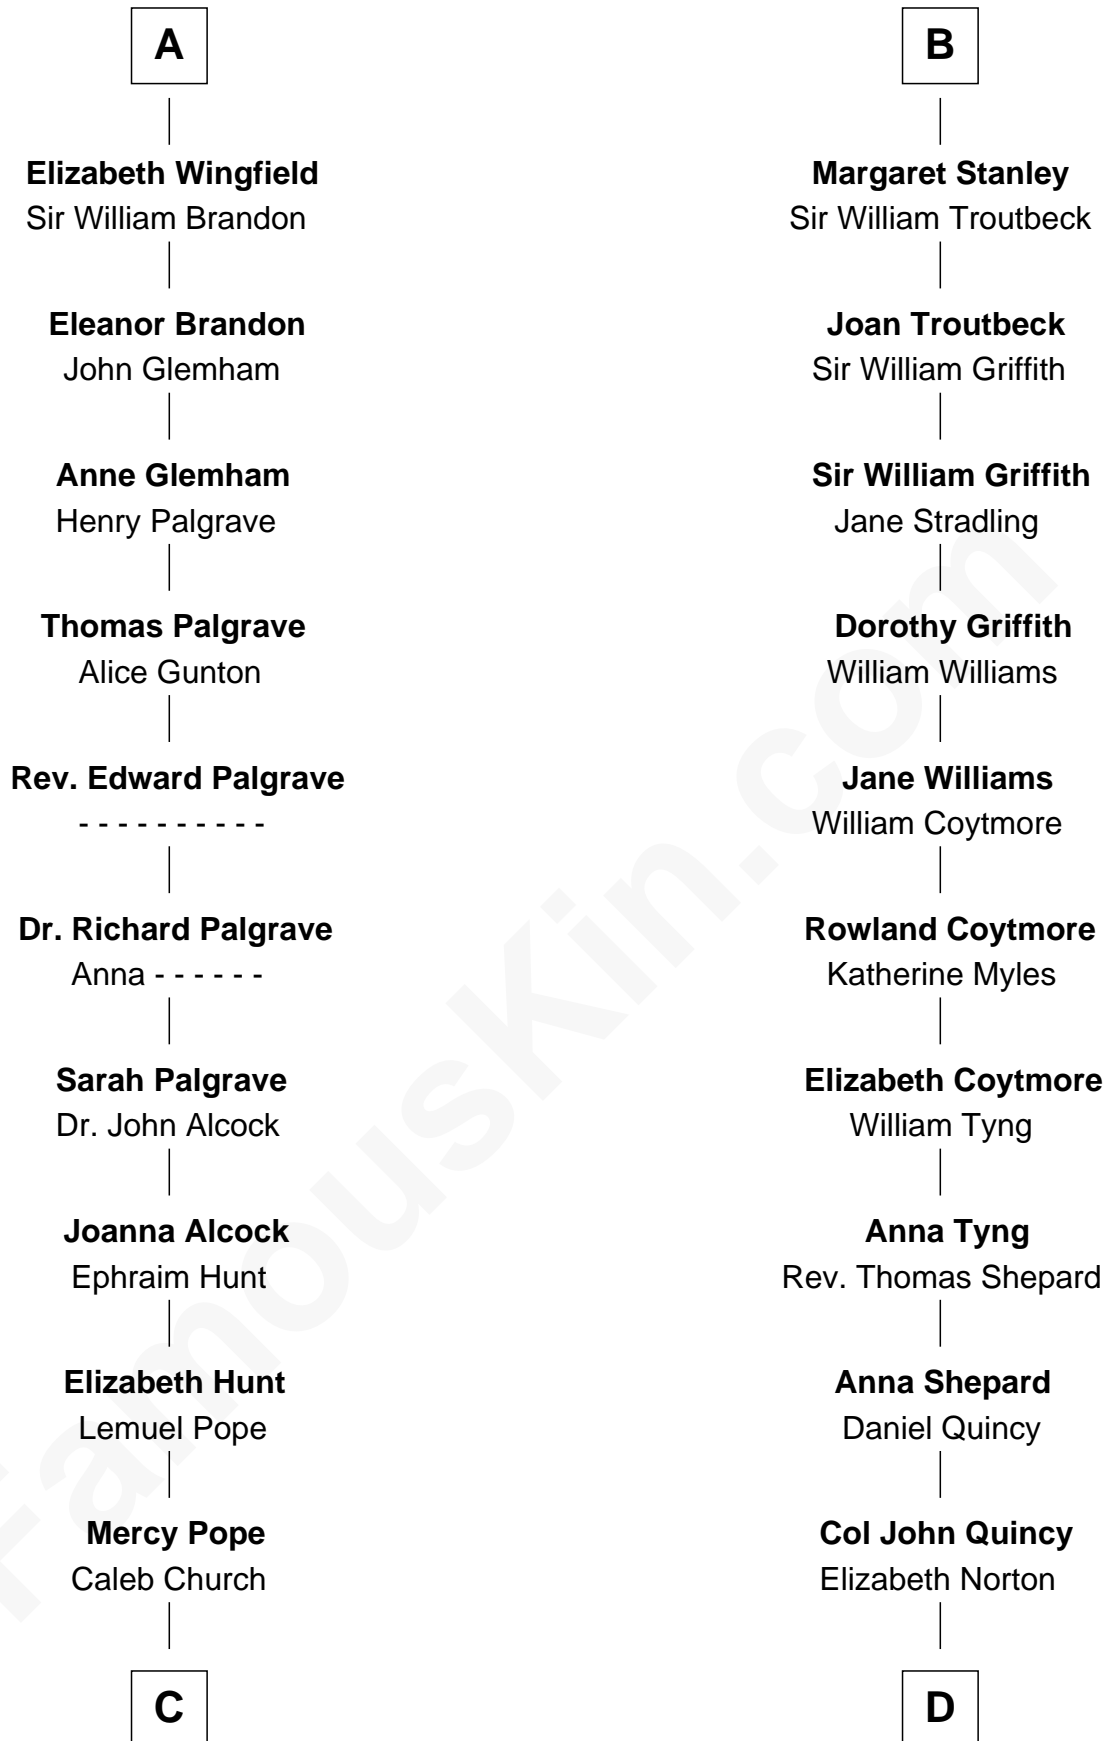 A
Elizabeth Wingfield
Sir William Brandon
Eleanor Brandon
John Glemham
Anne Glemham
Henry Palgrave
Thomas Palgrave
Alice Gunton
Rev. Edward Palgrave
- - - - - - - - - -
Dr. Richard Palgrave
Anna - - - - - -
Sarah Palgrave
Dr. John Alcock
Joanna Alcock
Ephraim Hunt
Elizabeth Hunt
Lemuel Pope
Mercy Pope
Caleb Church
C
B
Margaret Stanley
Sir William Troutbeck
Joan Troutbeck
Sir William Griffith
Sir William Griffith
Jane Stradling
Dorothy Griffith
William Williams
Jane Williams
William Coytmore
Rowland Coytmore
Katherine Myles
Elizabeth Coytmore
William Tyng
Anna Tyng
Rev. Thomas Shepard
Anna Shepard
Daniel Quincy
Col John Quincy
Elizabeth Norton
D
FamousKin.com